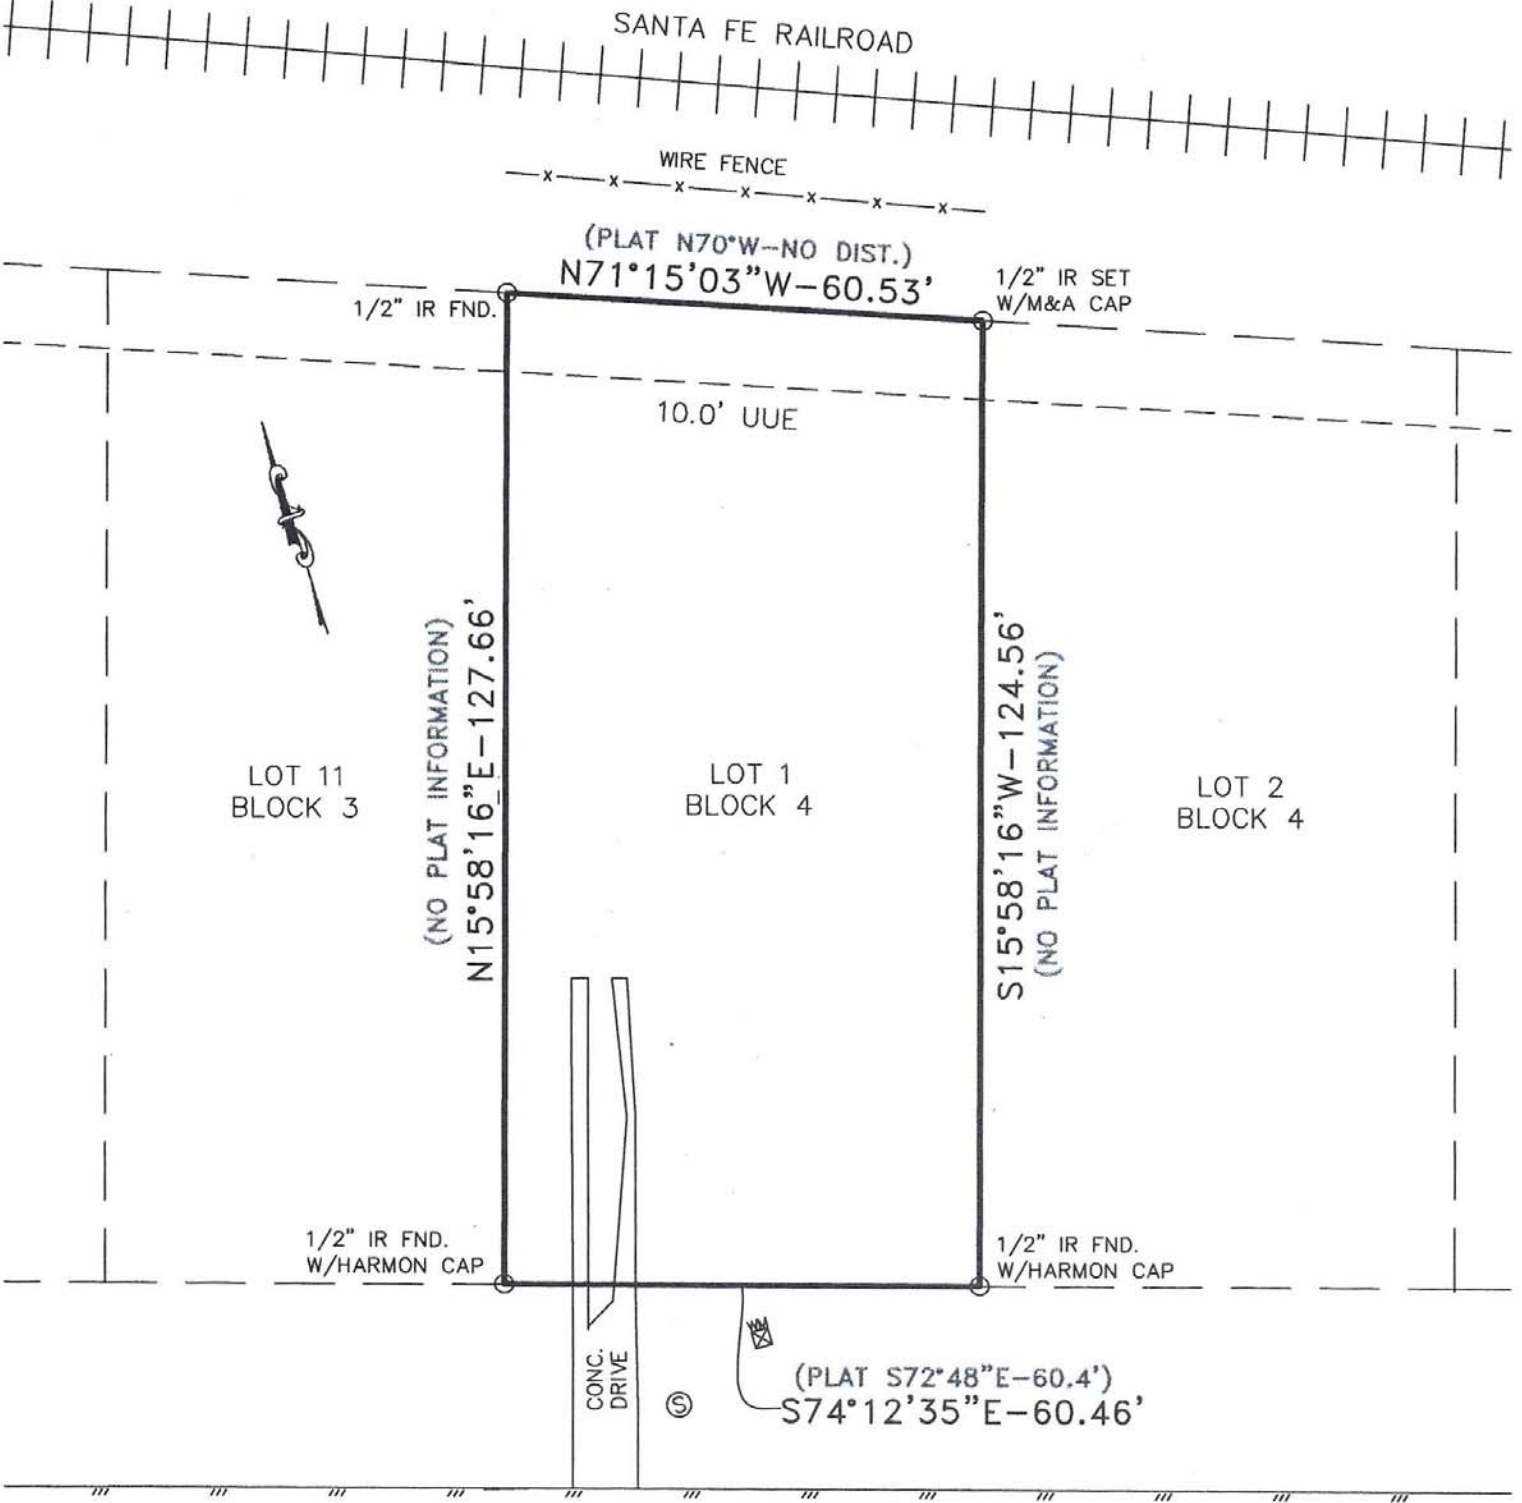 SANTA FE RAILROAD
WIRE FENCE
x x x x x x x
(PLAT N70°W-NO DIST.)
N71°15'03"W-60.53'
1/2" IR FND.
1/2" IR SET
W/M&A CAP
10.0' UUE
(NO PLAT INFORMATION)
N15°58'16"E-127.66'
S15°58'16"W-124.56'
(NO PLAT INFORMATION)
LOT 11
BLOCK 3
LOT 1
BLOCK 4
LOT 2
BLOCK 4
1/2" IR FND.
W/HARMON CAP
1/2" IR FND.
W/HARMON CAP
CONC.
DRIVE
S
(PLAT S72°48"E-60.4')
S74°12'35"E-60.46'